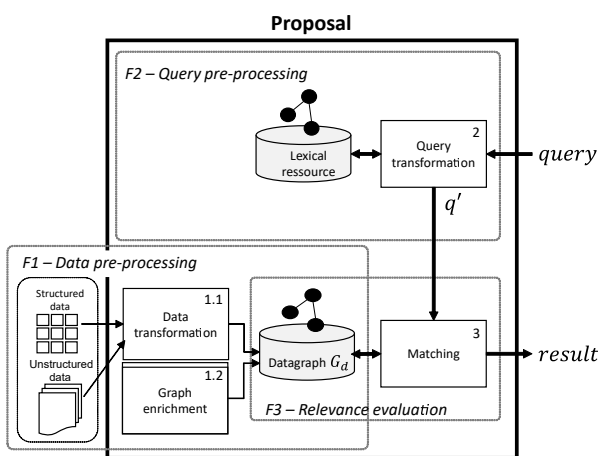 Proposal
F2 – Query pre-processing
Lexical
ressource
2
Query
transformation
query
q'
F1 – Data pre-processing
Structured
data
Unstructured
data
1.1
Data
transformation
1.2
Graph
enrichment
Datagraph G_d
3
Matching
result
F3 – Relevance evaluation